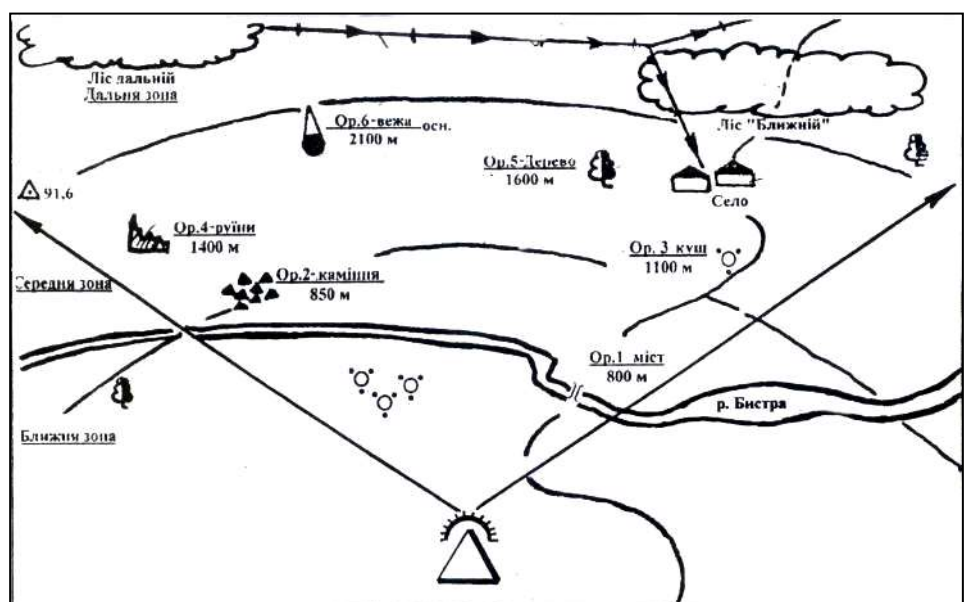 Ліс дальній
Дальня зона
Ор.6-вежа осн.
2100 м
Ліс "Ближній"
Ор.5-Дерево
1600 м
91.6
Село
Ор.4-руїни
1400 м
Ор. 3 кущ
1100 м
Середня зона
Ор.2-каміння
850 м
Ор.1 міст
800 м
р. Бистра
Ближня зона